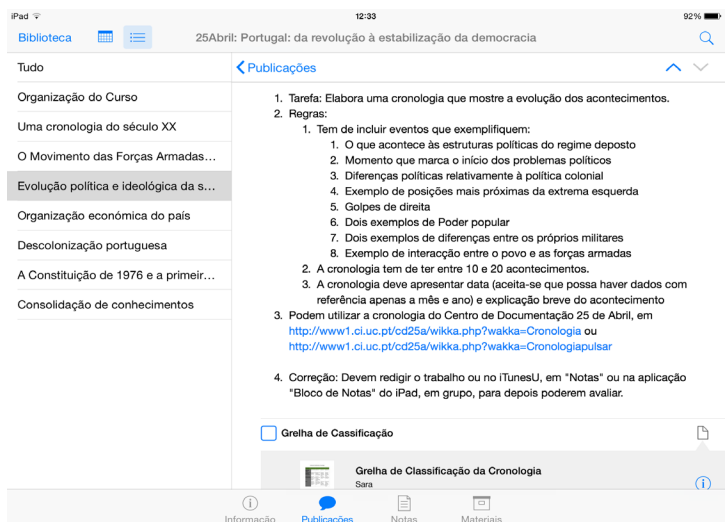 iPad 12:33 92%
Biblioteca 25Abril: Portugal: da revolução à estabilização da democracia
Tudo
Organização do Curso
Uma cronologia do século XX
O Movimento das Forças Armadas...
Evolução política e ideológica da s...
Organização económica do país
Descolonização portuguesa
A Constituição de 1976 e a primeir...
Consolidação de conhecimentos
Publicações
1. Tarefa: Elabora uma cronologia que mostre a evolução dos acontecimentos.
2. Regras:
1. Tem de incluir eventos que exemplifiquem:
1. O que acontece às estruturas políticas do regime deposto
2. Momento que marca o início dos problemas políticos
3. Diferenças políticas relativamente à política colonial
4. Exemplo de posições mais próximas da extrema esquerda
5. Golpes de direita
6. Dois exemplos de Poder popular
7. Dois exemplos de diferenças entre os próprios militares
8. Exemplo de interacção entre o povo e as forças armadas
2. A cronologia tem de ter entre 10 e 20 acontecimentos.
3. A cronologia deve apresentar data (aceita-se que possa haver dados com
referência apenas a mês e ano) e explicação breve do acontecimento
3. Podem utilizar a cronologia do Centro de Documentação 25 de Abril, em
http://www1.ci.uc.pt/cd25a/wikka.php?wakka=Cronologia ou
http://www1.ci.uc.pt/cd25a/wikka.php?wakka=Cronologiapulsar
4. Correção: Devem redigir o trabalho ou no iTunesU, em "Notas" ou na aplicação
"Bloco de Notas" do iPad, em grupo, para depois poderem avaliar.
Grelha de Cassificação
Grelha de Classificação da Cronologia
Sara
Informação Publicações Notas Materiais